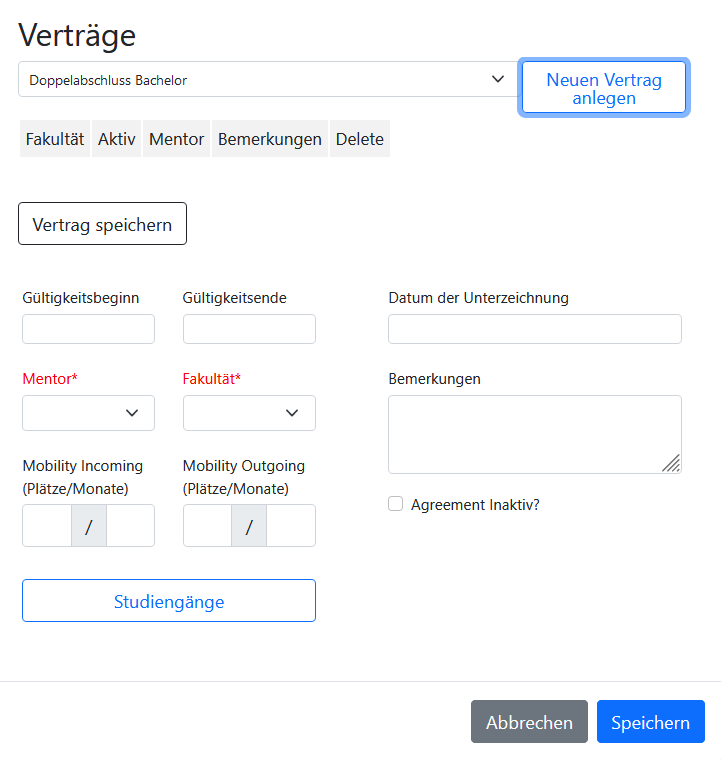 Verträge
Doppelabschluss Bachelor
Neuen Vertrag
anlegen
Fakultät Aktiv Mentor Bemerkungen Delete
Vertrag speichern
Gültigkeitsbeginn Gültigkeitsende Datum der Unterzeichnung
Mentor* Fakultät* Bemerkungen
Mobility Incoming Mobility Outgoing
(Plätze/Monate) (Plätze/Monate)
Agreement Inaktiv?
/ /
Studiengänge
Abbrechen Speichern